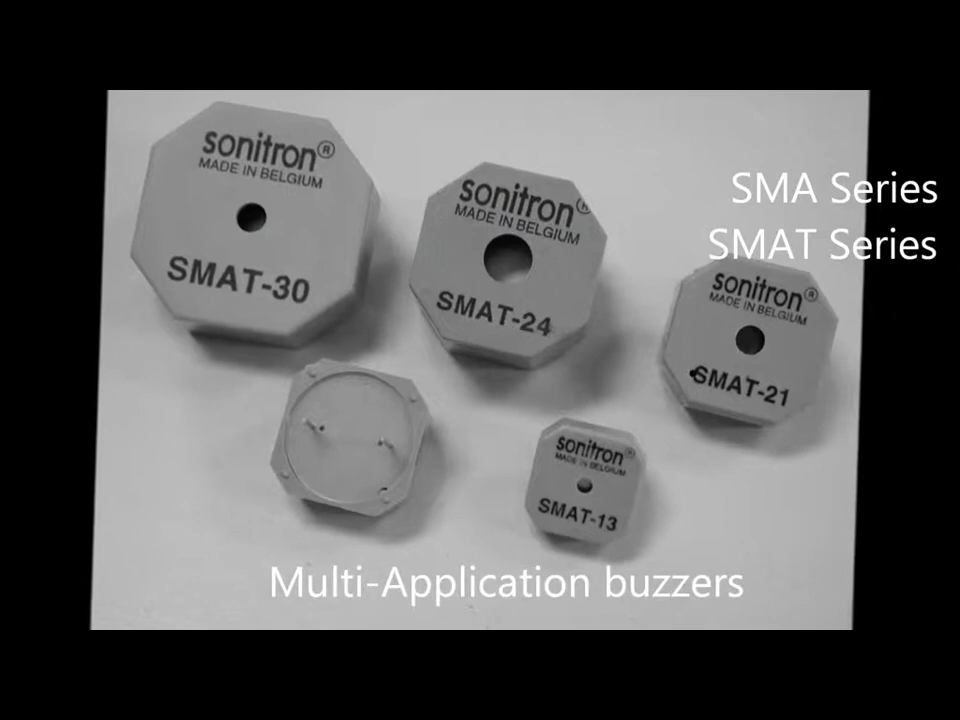 sonitron®
MADE IN BELGIUM
SMAT-30
sonitron®
MADE IN BELGIUM
SMAT-24
SMA Series
SMAT Series
sonitron®
MADE IN BELGIUM
SMAT-21
sonitron®
MADE IN BELGIUM
SMAT-13
Multi-Application buzzers